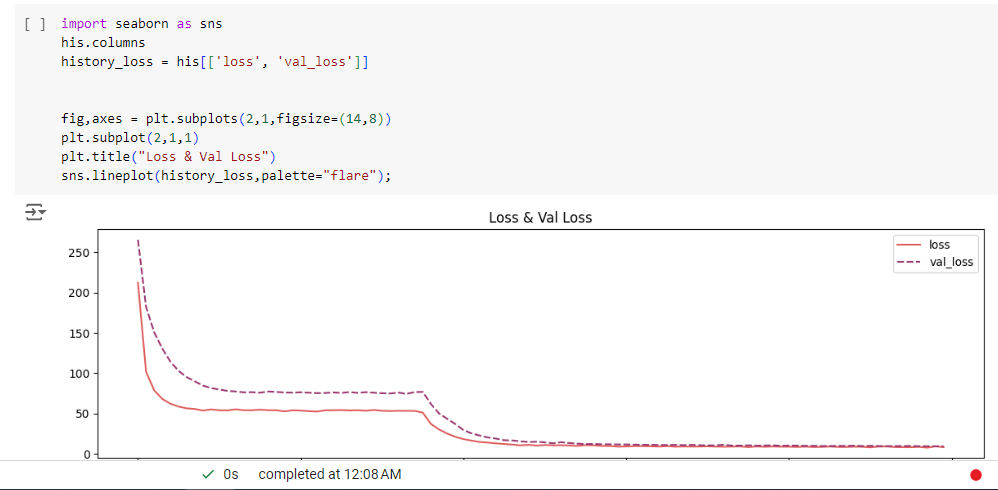 [ ] import seaborn as sns
his.columns
history_loss = his[['loss', 'val_loss']]
fig,axes = plt.subplots(2,1,figsize=(14,8))
plt.subplot(2,1,1)
plt.title("Loss & Val Loss")
sns.lineplot(history_loss,palette="flare");
Loss & Val Loss
loss
val_loss
250
200
150
100
50
0
0s completed at 12:08 AM